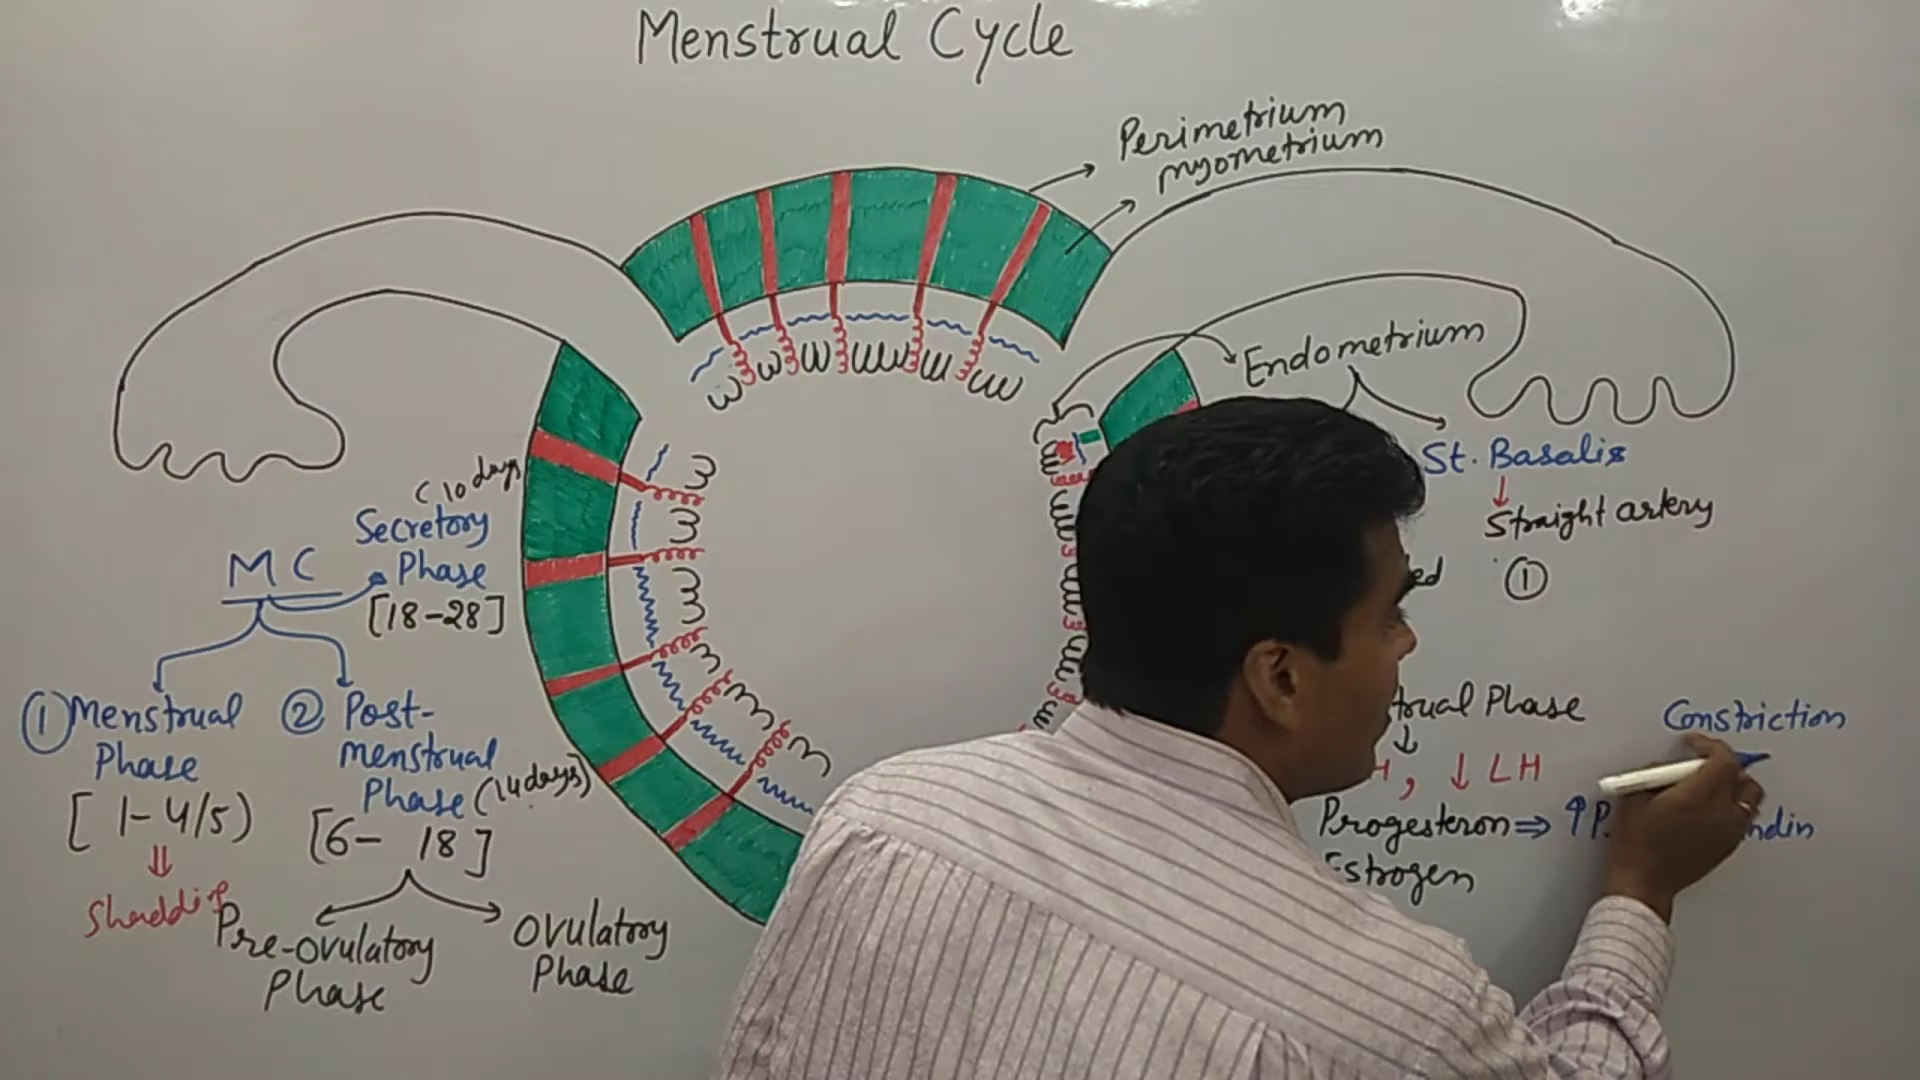 Menstrual Cycle
Perimetrium
myometrium
Endometrium
St. Basalis
↓
Straight artery
①
(10 days
Secretory
Phase
[18-28]
MC
① Menstrual
Phase
[1-4/5)
⇓
Shedding
② Post-
menstrual
Phase (14 days)
[6- 18]
Pre-ovulatory
Phase
Ovulatory
Phase
Phase
↓
H, ↓ LH
Progesteron ⇒ ↑P
Estrogen
Constriction